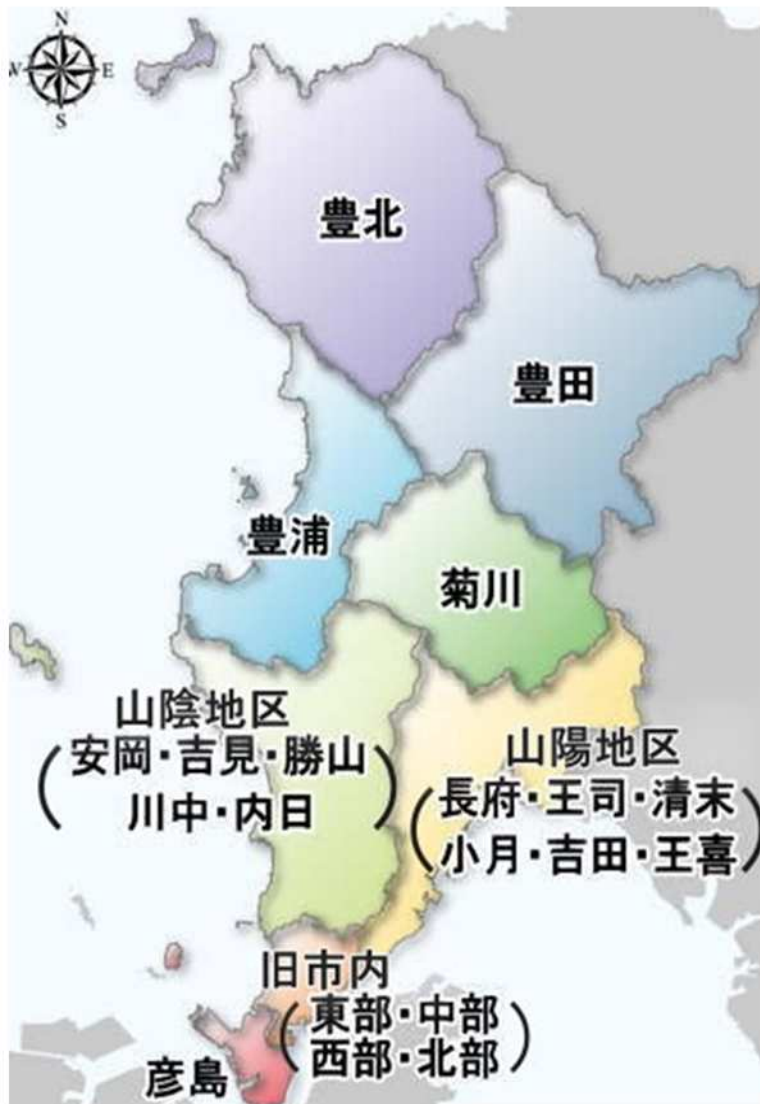 N
W E
S
豊北
豊田
豊浦
菊川
山陰地区
(安岡・吉見・勝山
川中・内日)
山陽地区
(長府・王司・清末
小月・吉田・王喜)
旧市内
(東部・中部
西部・北部)
彦島